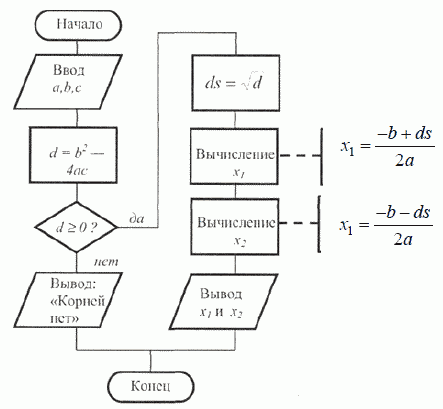 Начало
Ввод
a,b,c
d = b² —
4ac
d ≥ 0 ?
да
нет
Вывод:
«Корней
нет»
ds = √d
Вычисление
x₁
x₁ = (-b + ds)/2a
Вычисление
x₂
x₁ = (-b - ds)/2a
Вывод
x₁ и x₂
Конец